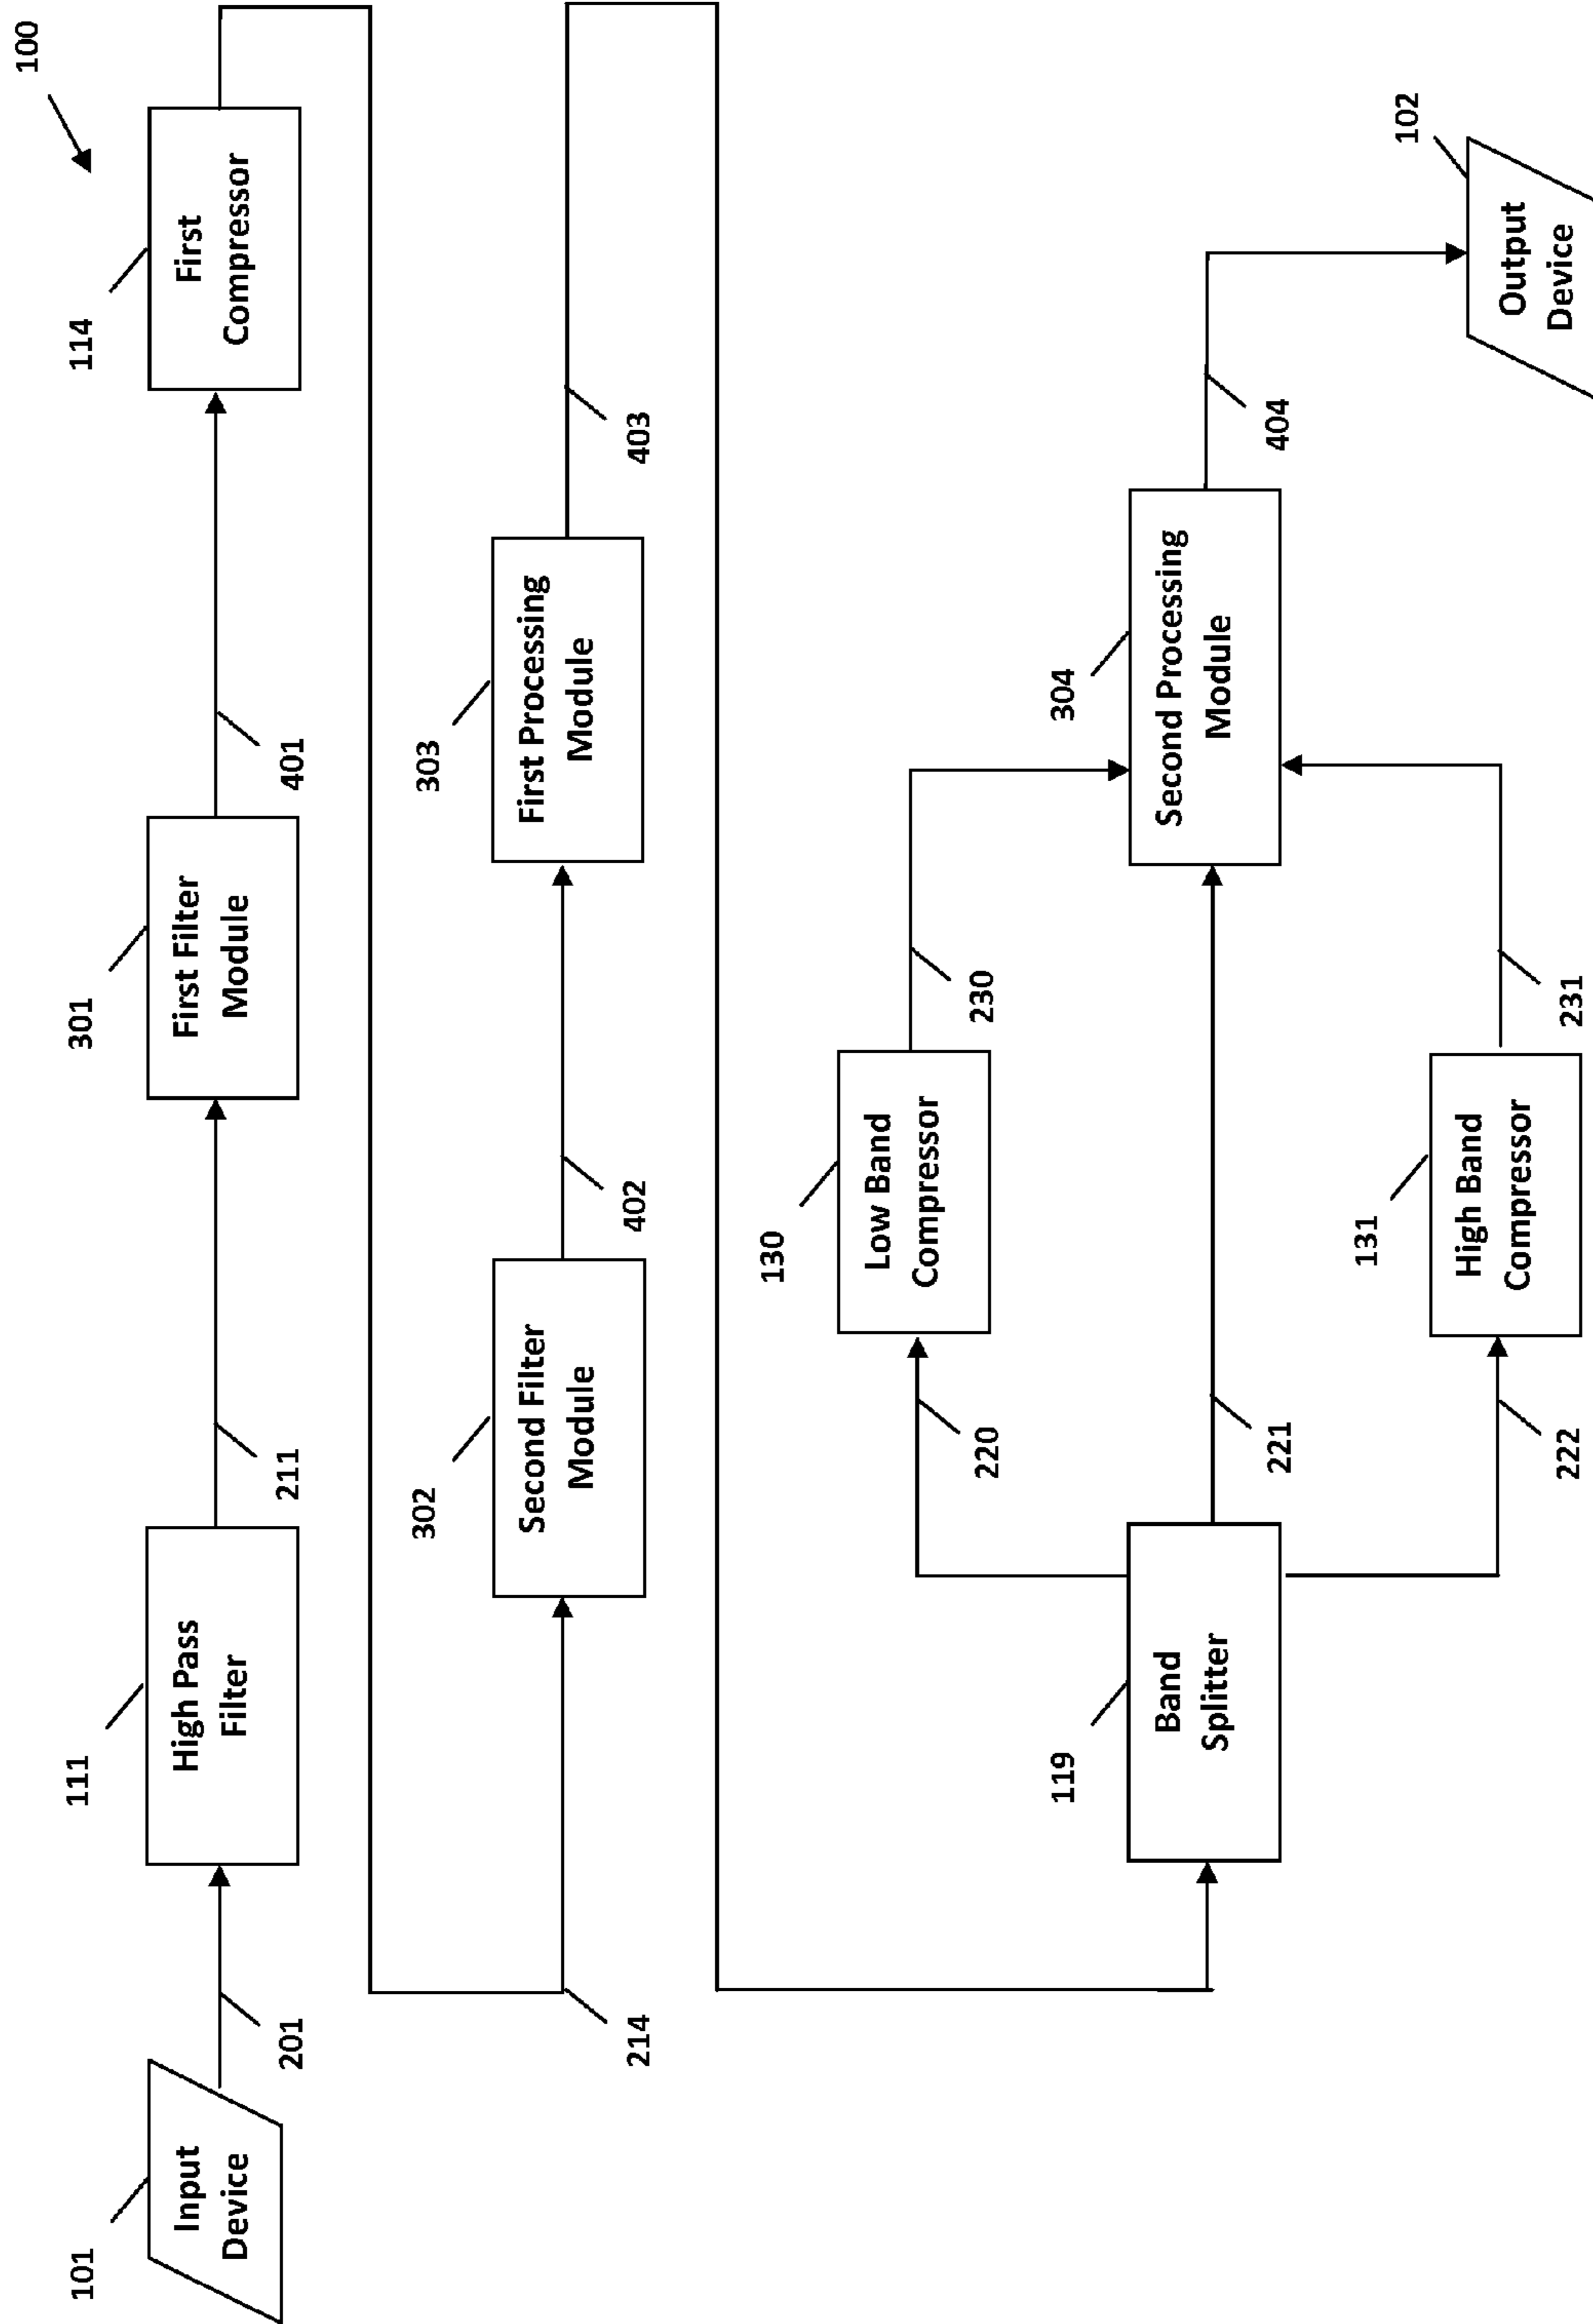 100
101
Input
Device
201
111
High Pass
Filter
211
301
First Filter
Module
401
114
First
Compressor
214
302
Second Filter
Module
402
303
First Processing
Module
403
119
Band
Splitter
220
130
Low Band
Compressor
230
221
222
131
High Band
Compressor
231
304
Second Processing
Module
404
102
Output
Device